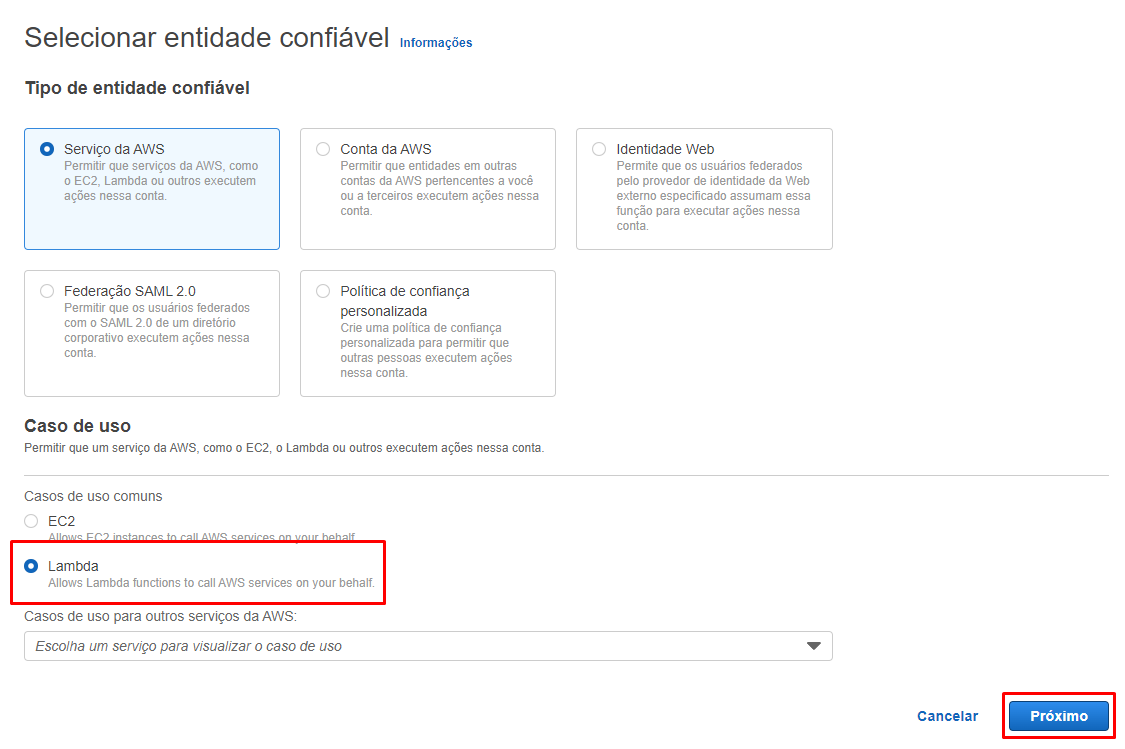 Selecionar entidade confiável Informações
Tipo de entidade confiável
Serviço da AWS
Permitir que serviços da AWS, como
o EC2, Lambda ou outros executem
ações nessa conta.
Conta da AWS
Permitir que entidades em outras
contas da AWS pertencentes a você
ou a terceiros executem ações nessa
conta.
Identidade Web
Permite que os usuários federados
pelo provedor de identidade da Web
externo especificado assumam essa
função para executar ações nessa
conta.
Federação SAML 2.0
Permitir que os usuários federados
com o SAML 2.0 de um diretório
corporativo executem ações nessa
conta.
Política de confiança
personalizada
Crie uma política de confiança
personalizada para permitir que
outras pessoas executem ações
nessa conta.
Caso de uso
Permitir que um serviço da AWS, como o EC2, o Lambda ou outros executem ações nessa conta.
Casos de uso comuns
EC2
Allows EC2 instances to call AWS services on your behalf.
Lambda
Allows Lambda functions to call AWS services on your behalf.
Casos de uso para outros serviços da AWS:
Escolha um serviço para visualizar o caso de uso
Cancelar
Próximo